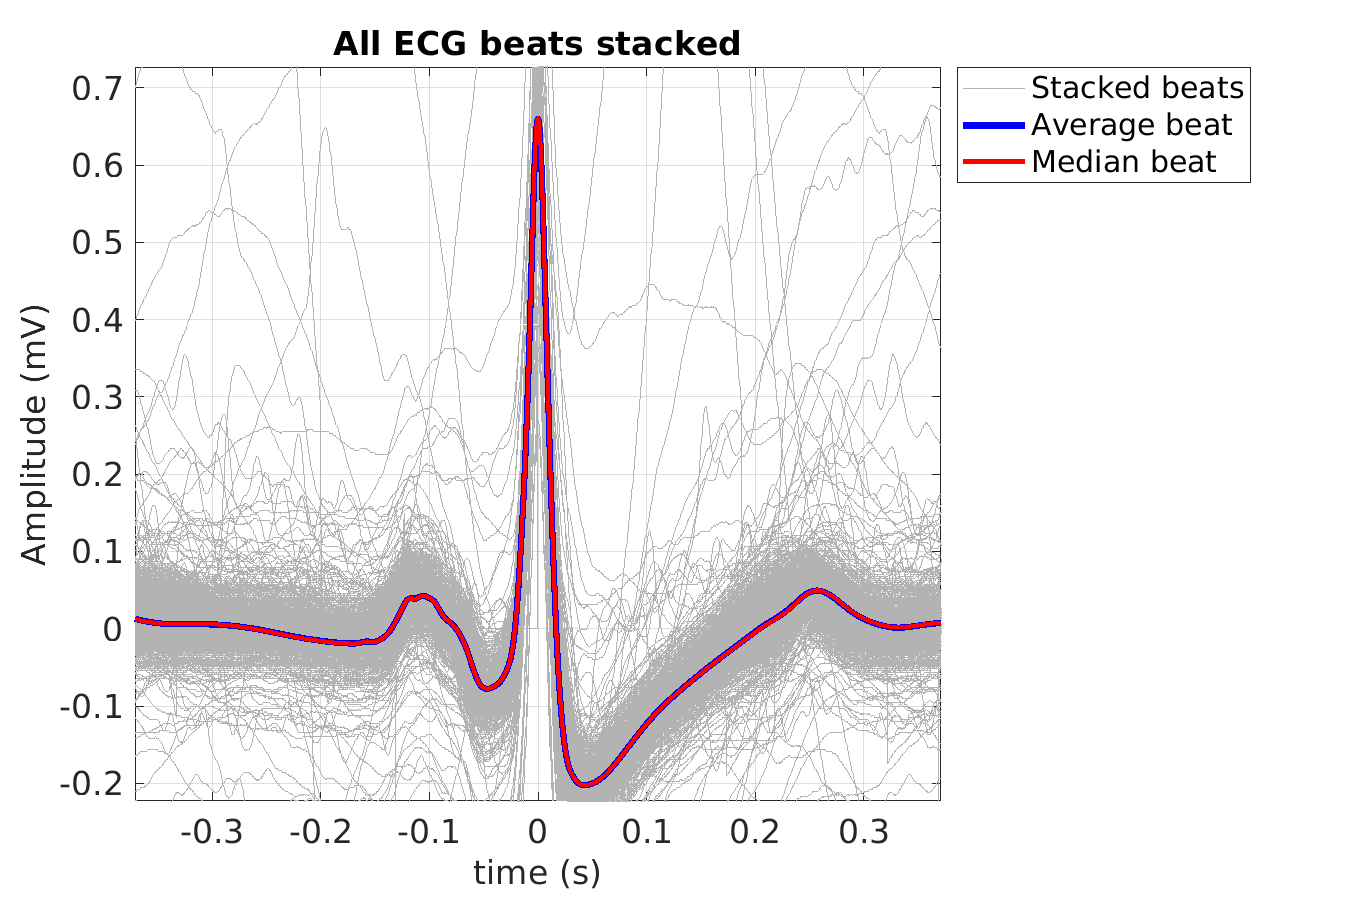 All ECG beats stacked
Stacked beats
Average beat
Median beat
Amplitude (mV)
0.7
0.6
0.5
0.4
0.3
0.2
0.1
0
-0.1
-0.2
-0.3 -0.2 -0.1 0 0.1 0.2 0.3
time (s)